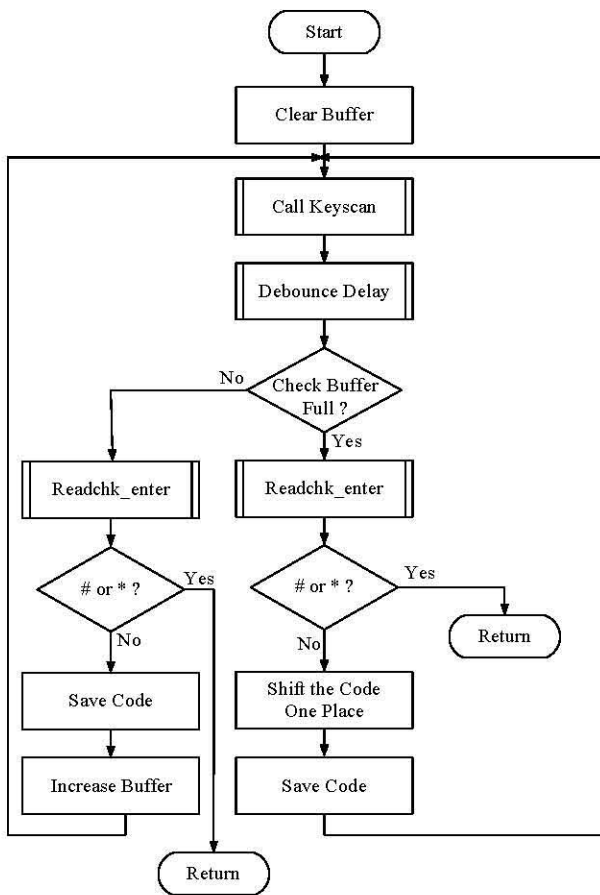 Start
Clear Buffer
Call Keyscan
Debounce Delay
Check Buffer
Full ?
No
Yes
Readchk_enter
Readchk_enter
# or * ?
Yes
No
# or * ?
Yes
No
Return
Save Code
Shift the Code
One Place
Increase Buffer
Save Code
Return